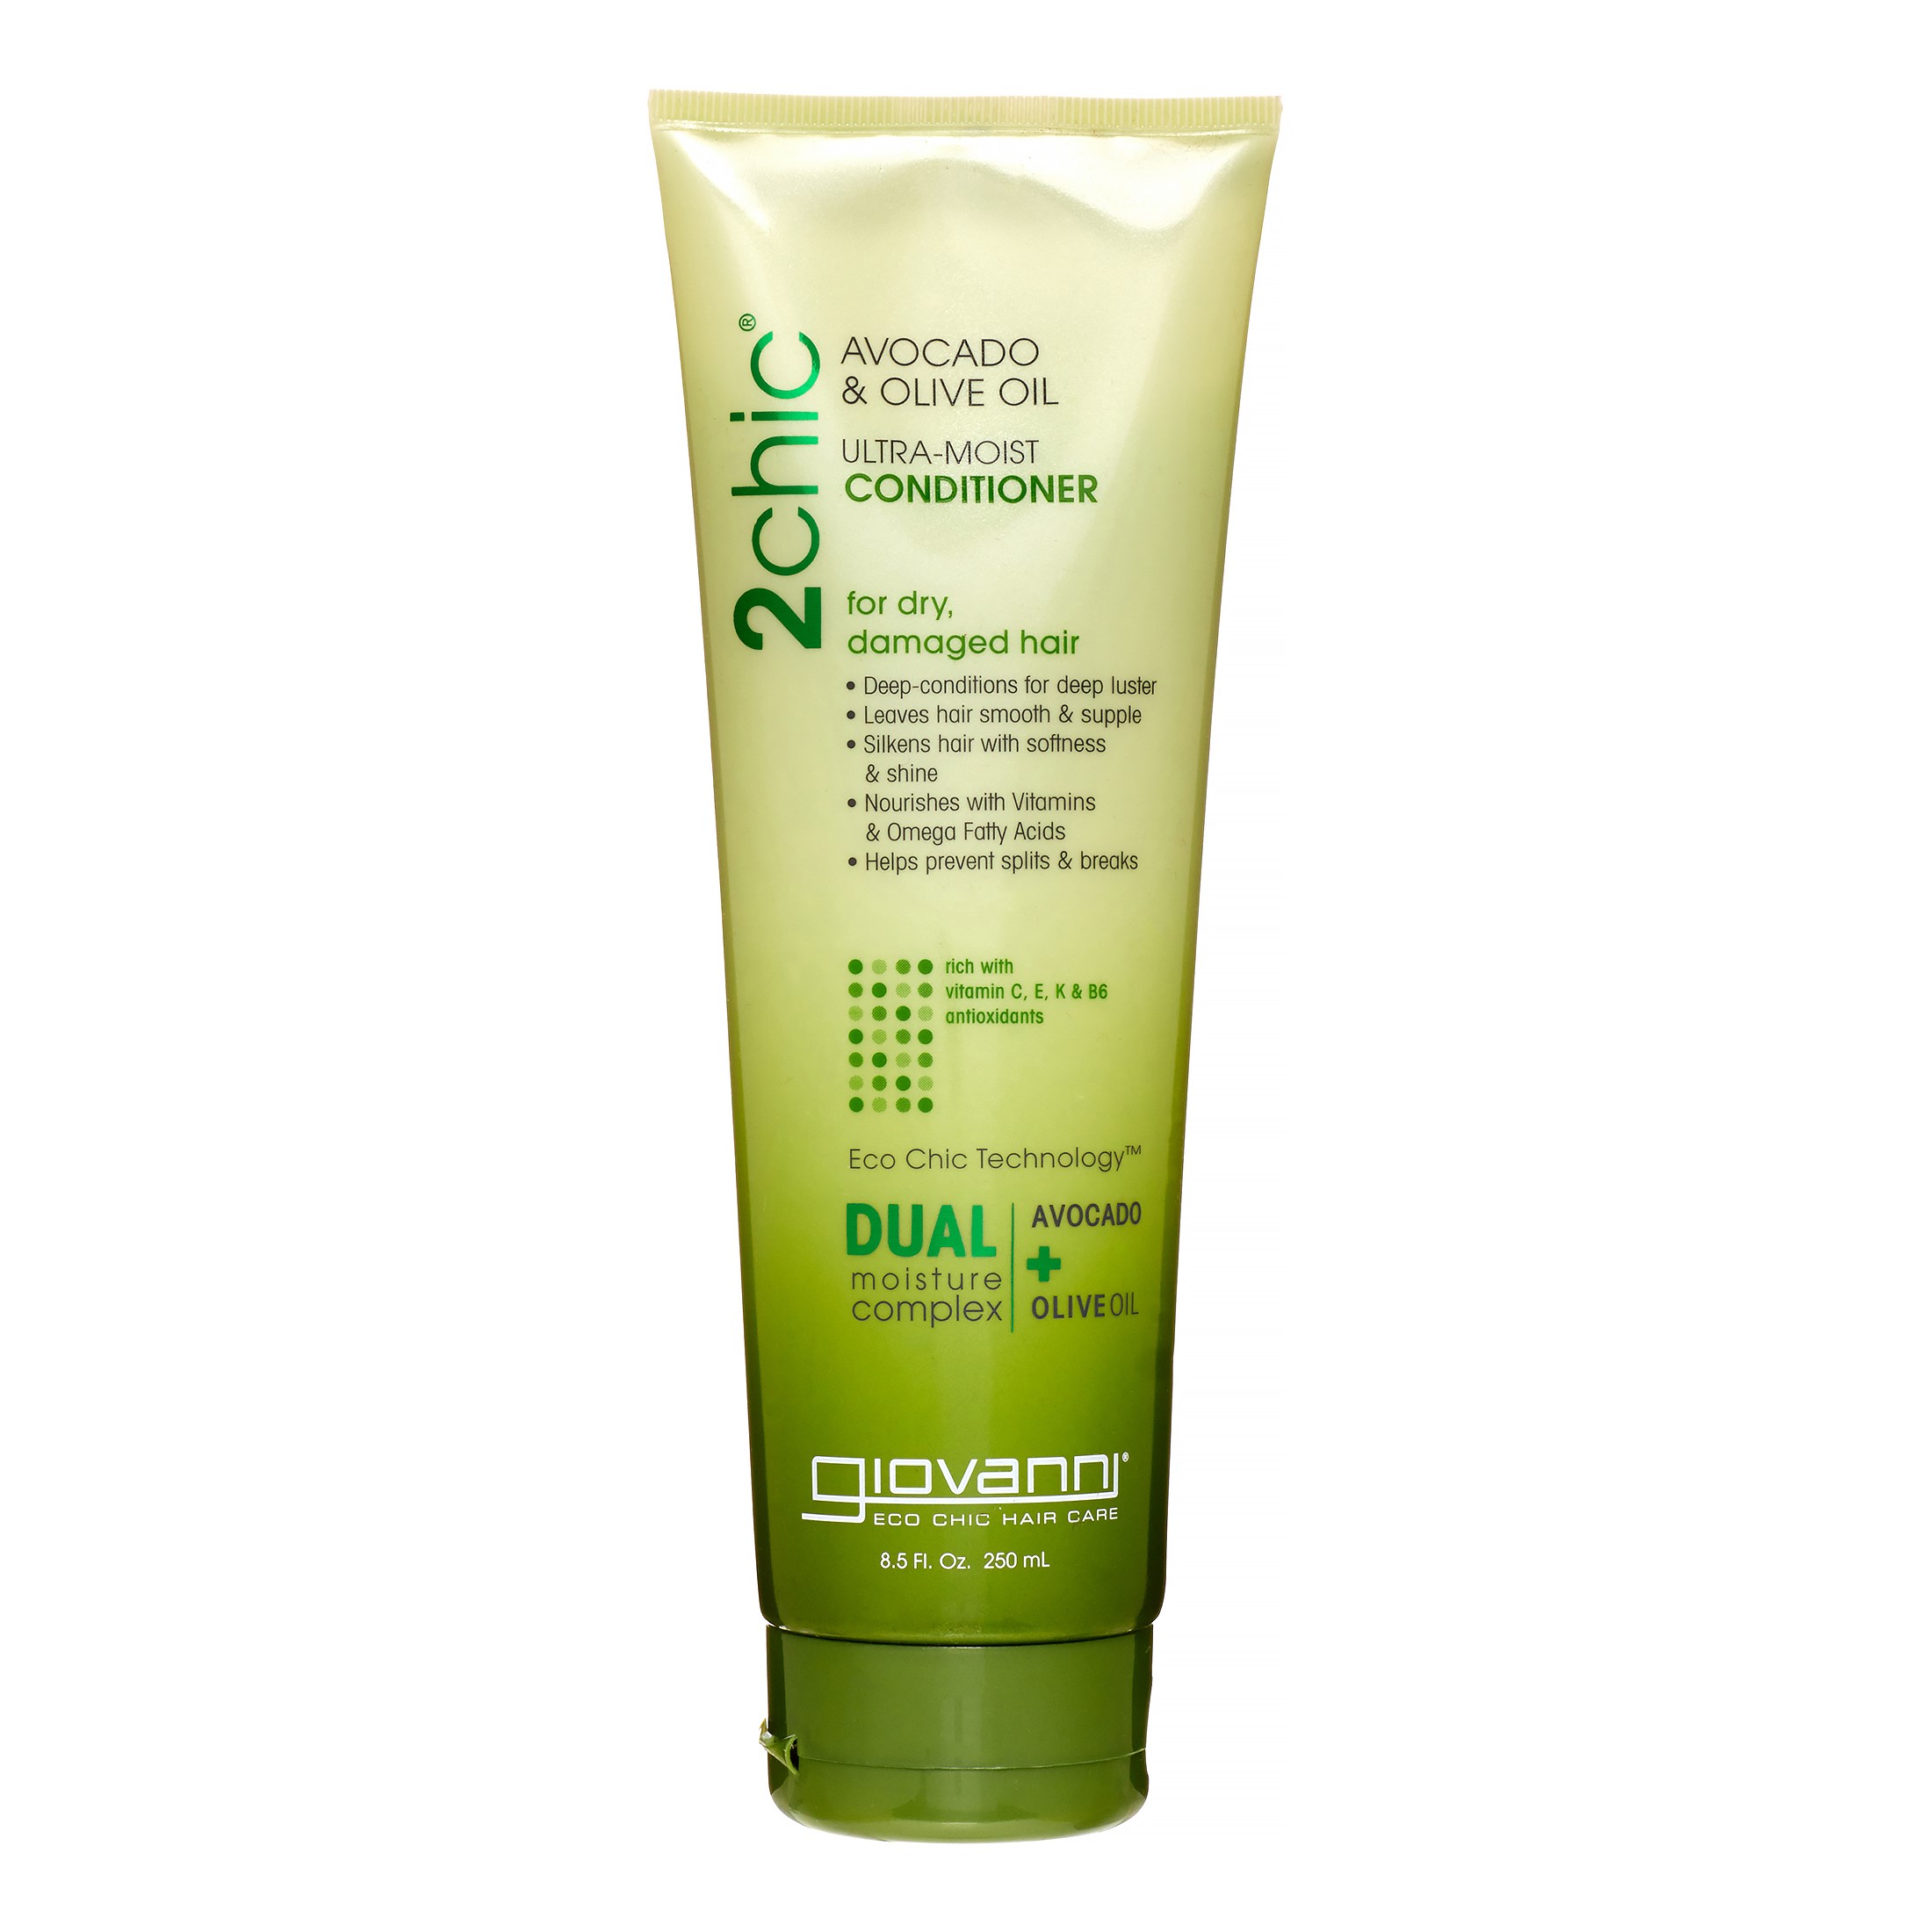 2chic®
AVOCADO
& OLIVE OIL
ULTRA-MOIST
CONDITIONER
for dry,
damaged hair
• Deep-conditions for deep luster
• Leaves hair smooth & supple
• Silkens hair with softness
& shine
• Nourishes with Vitamins
& Omega Fatty Acids
• Helps prevent splits & breaks
rich with
vitamin C, E, K & B6
antioxidants
Eco Chic Technology™
DUAL
moisture
complex
AVOCADO
+
OLIVE OIL
giovanni®
ECO CHIC HAIR CARE
8.5 Fl. Oz. 250 mL